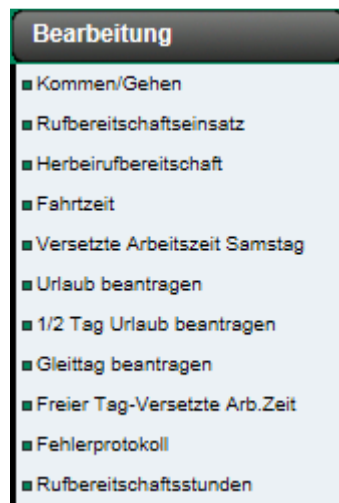 Bearbeitung
Kommen/Gehen
Rufbereitschaftseinsatz
Herbeirufbereitschaft
Fahrtzeit
Versetzte Arbeitszeit Samstag
Urlaub beantragen
1/2 Tag Urlaub beantragen
Gleittag beantragen
Freier Tag-Versetzte Arb.Zeit
Fehlerprotokoll
Rufbereitschaftsstunden